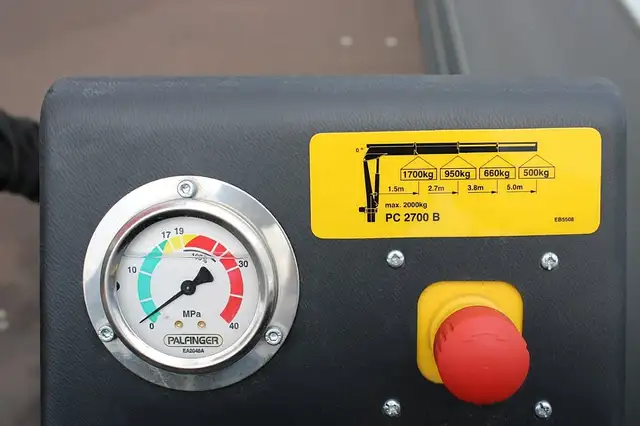 0°
1700kg 950kg 660kg 500kg
1.5m 2.7m 3.8m 5.0m
max. 2000kg
PC 2700 B
EB5508
17 19
100%
10 30
MPa
0 40
PALFINGER
EA2048A